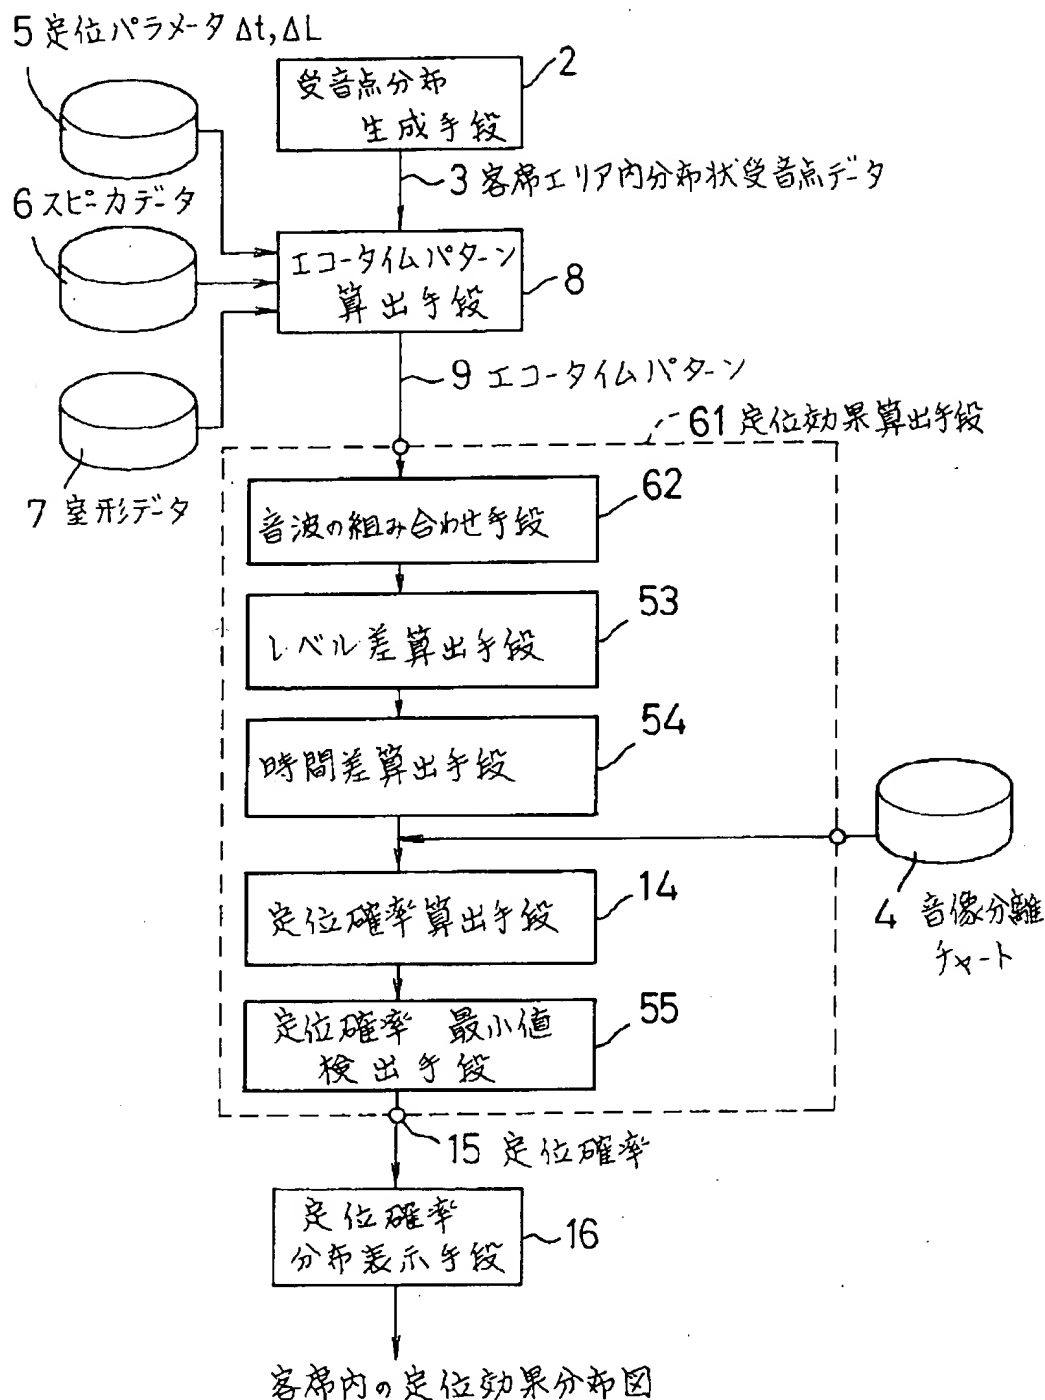 5 定位パラメータ Δt, ΔL
2
受音点分布
生成手段
3 客席エリア内分布状受音点データ
6 スピーカデータ
エコータイムパターン
算出手段
8
9 エコータイムパターン
7 室形データ
61 定位効果算出手段
62
音波の組み合わせ手段
53
レベル差算出手段
54
時間差算出手段
4 音像分離
チャート
14
定位確率算出手段
55
定位確率 最小値
検出手段
15 定位確率
定位確率
分布表示手段
16
客席内の定位効果分布図